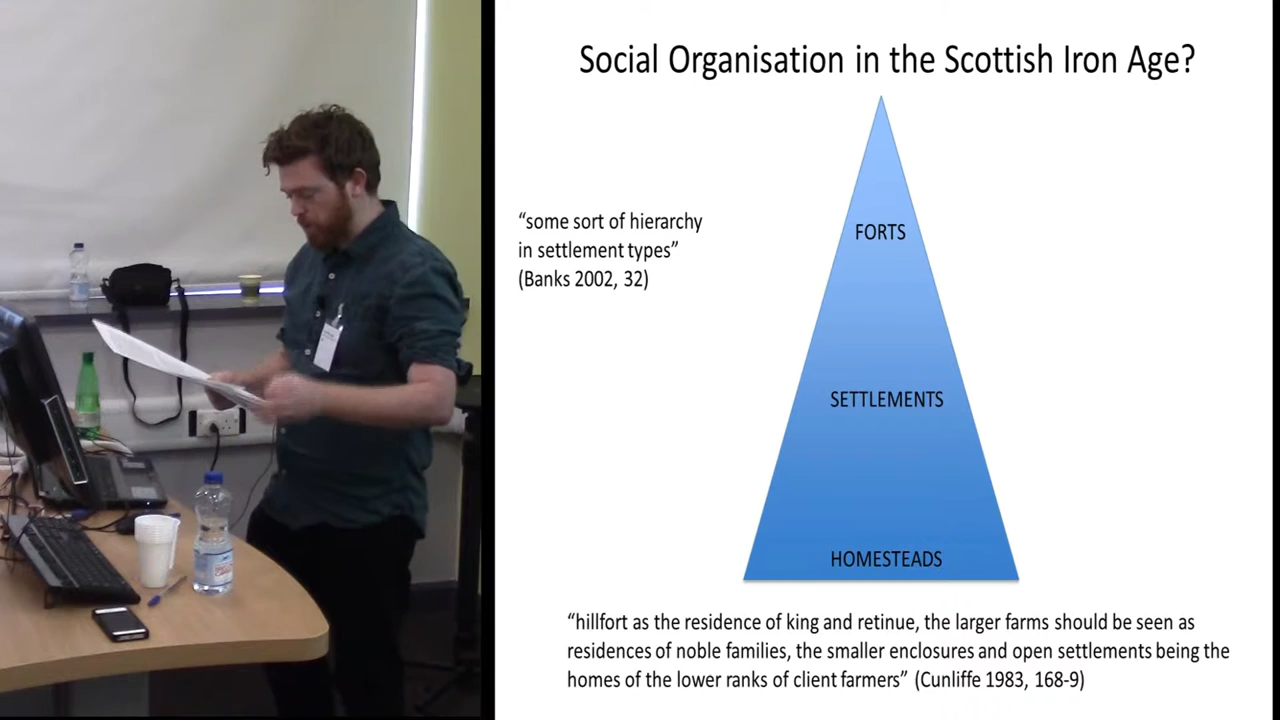 Social Organisation in the Scottish Iron Age?
“some sort of hierarchy
in settlement types”
(Banks 2002, 32)
FORTS
SETTLEMENTS
HOMESTEADS
“hillfort as the residence of king and retinue, the larger farms should be seen as
residences of noble families, the smaller enclosures and open settlements being the
homes of the lower ranks of client farmers” (Cunliffe 1983, 168-9)